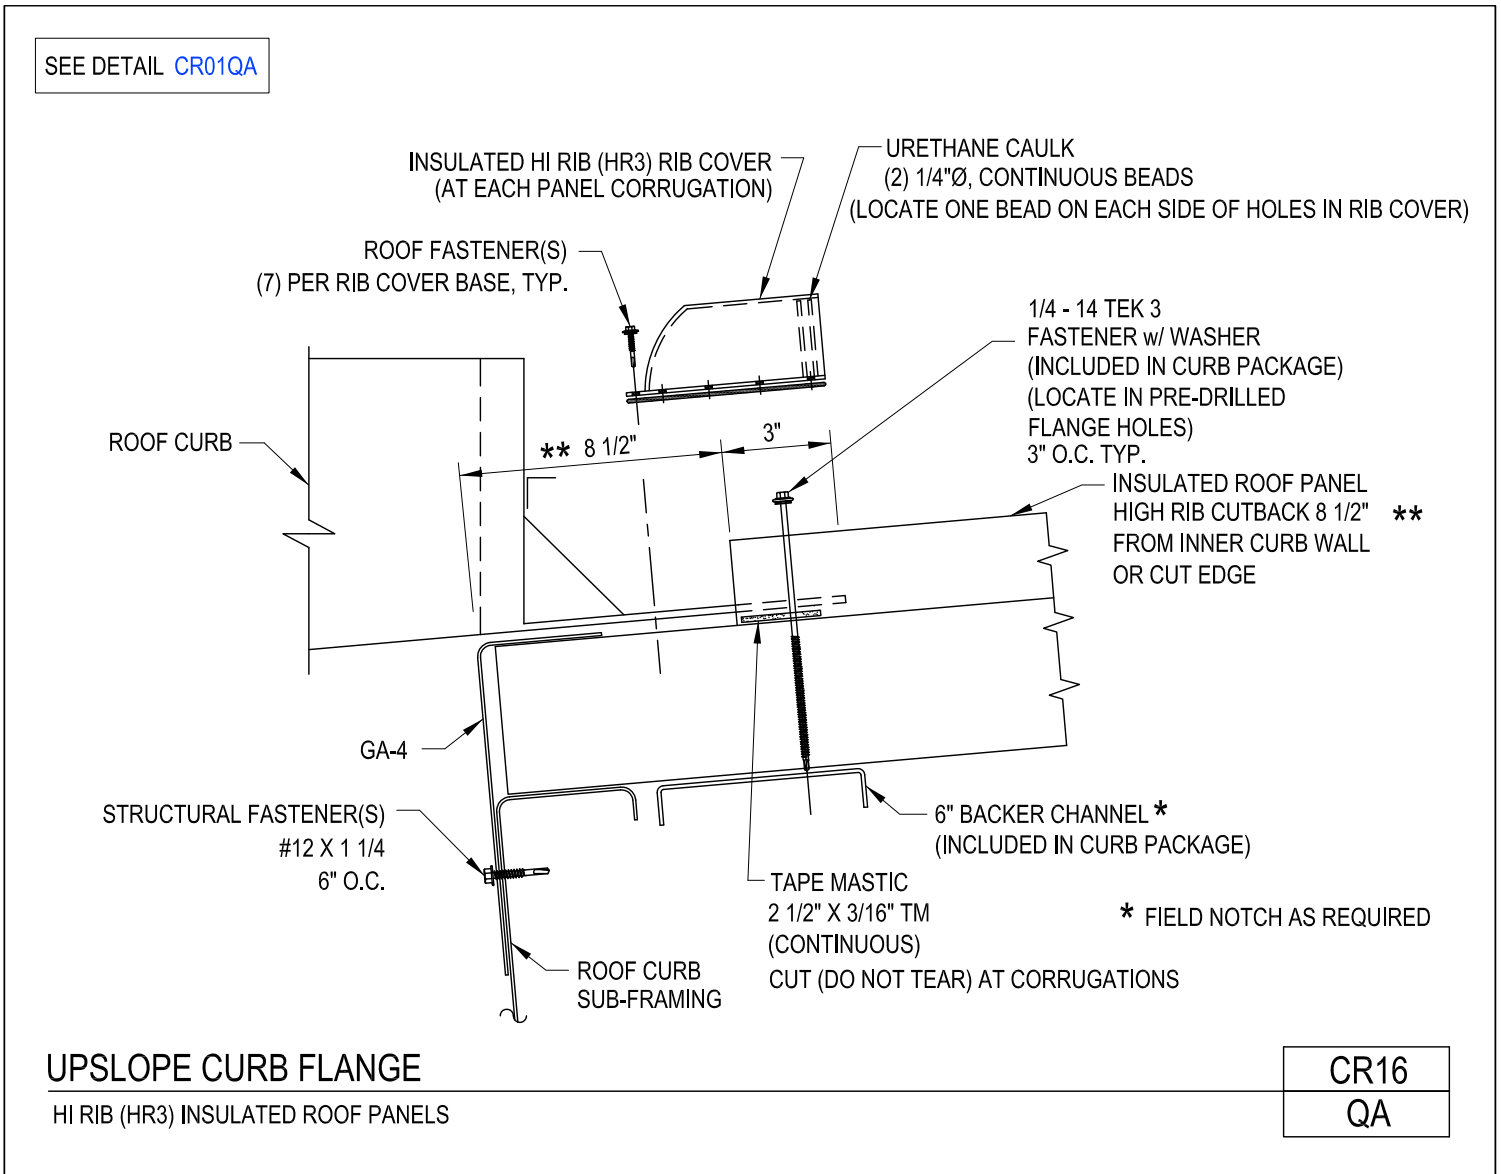 SEE DETAIL CR01QA
INSULATED HI RIB (HR3) RIB COVER
(AT EACH PANEL CORRUGATION)
URETHANE CAULK
(2) 1/4"Ø, CONTINUOUS BEADS
(LOCATE ONE BEAD ON EACH SIDE OF HOLES IN RIB COVER)
ROOF FASTENER(S)
(7) PER RIB COVER BASE, TYP.
1/4 - 14 TEK 3
FASTENER w/ WASHER
(INCLUDED IN CURB PACKAGE)
(LOCATE IN PRE-DRILLED
FLANGE HOLES)
3" O.C. TYP.
ROOF CURB
** 8 1/2"
3"
INSULATED ROOF PANEL
HIGH RIB CUTBACK 8 1/2" **
FROM INNER CURB WALL
OR CUT EDGE
GA-4
STRUCTURAL FASTENER(S)
#12 X 1 1/4
6" O.C.
6" BACKER CHANNEL *
(INCLUDED IN CURB PACKAGE)
TAPE MASTIC
2 1/2" X 3/16" TM
(CONTINUOUS)
CUT (DO NOT TEAR) AT CORRUGATIONS
* FIELD NOTCH AS REQUIRED
ROOF CURB
SUB-FRAMING
UPSLOPE CURB FLANGE
HI RIB (HR3) INSULATED ROOF PANELS
CR16
QA